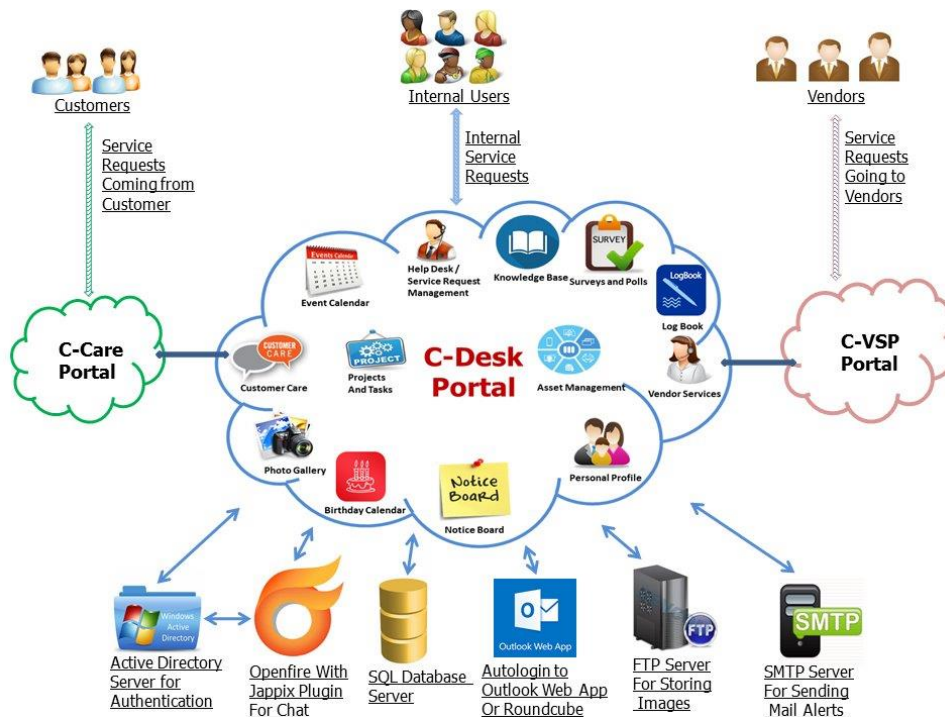 Customers
Internal Users
Vendors
Service
Requests
Coming from
Customer
Internal
Service
Requests
Service
Requests
Going to
Vendors
Events Calendar
Event Calendar
Help Desk /
Service Request
Management
Knowledge Base
SURVEY
Surveys and Polls
LogBook
Log Book
C-Care
Portal
CUSTOMER
CARE
Customer Care
PROJECT
Projects
And Tasks
C-Desk
Portal
Asset Management
Vendor Services
C-VSP
Portal
Photo Gallery
Birthday Calendar
Notice
Board
Notice Board
Personal Profile
Windows
Active
Directory
Active Directory
Server for
Authentication
Openfire With
Jappix Plugin
For Chat
SQL Database
Server
Outlook Web App
Autologin to
Outlook Web App
Or Roundcube
FTP
FTP Server
For Storing
Images
SMTP
SMTP Server
For Sending
Mail Alerts